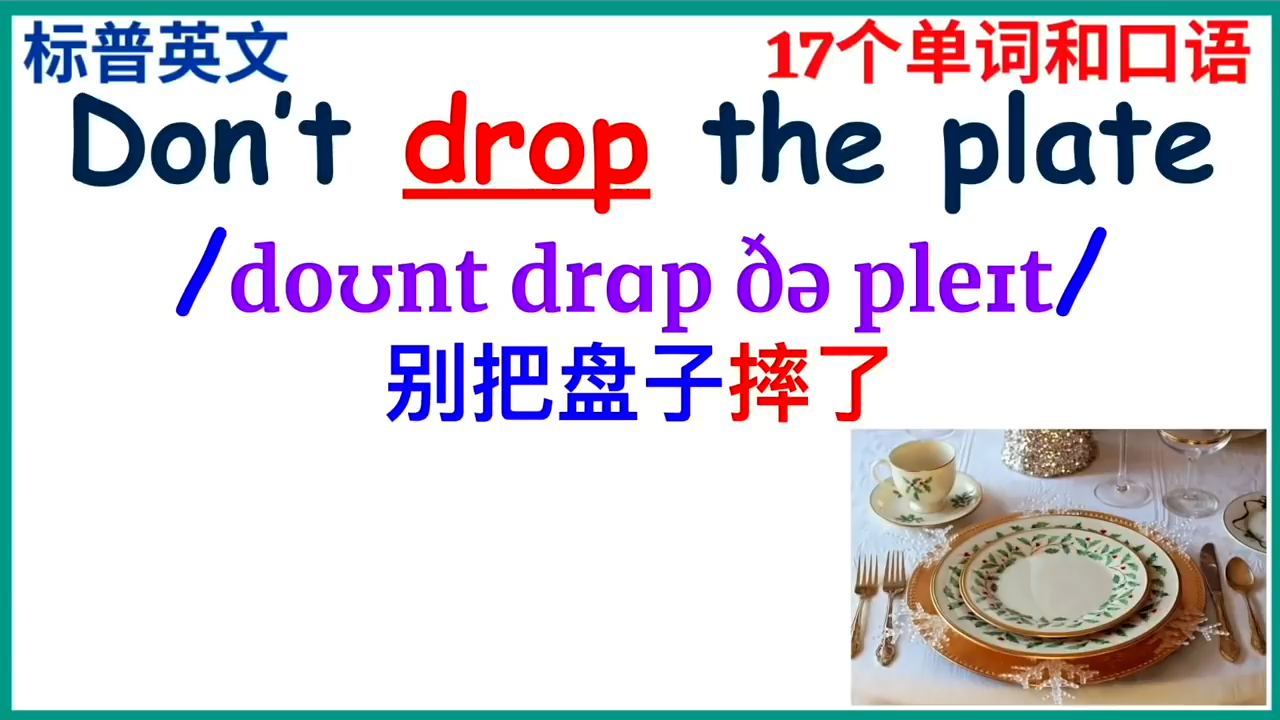 标普英文
17个单词和口语
Don't drop the plate
/doʊnt drɑp ðə pleɪt/
别把盘子摔了